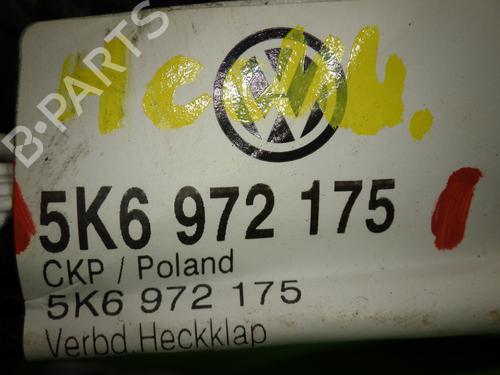 B-PARTS
5K6 972 175
CKP / Poland
5K6 972 175
Verbd.Heckklap